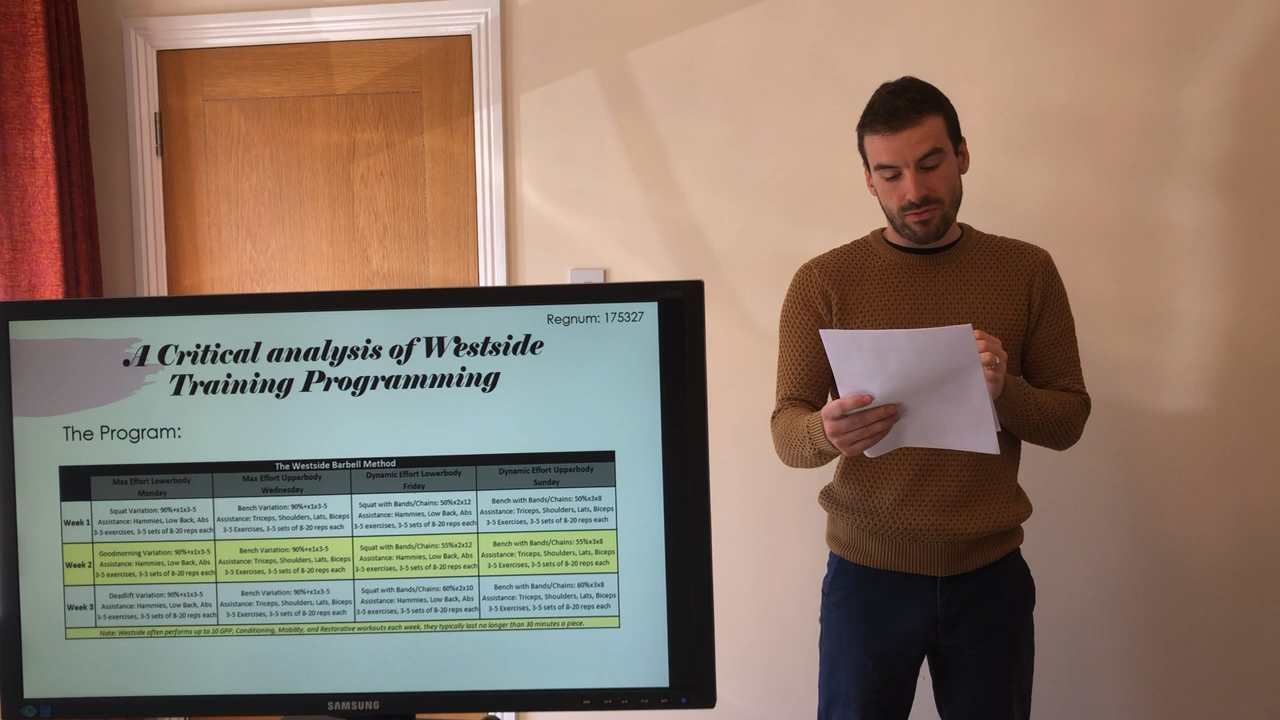 Regnum: 175327
A Critical analysis of Westside
Training Programming
The Program:
The Westside Barbell Method
Max Effort Lowerbody
Monday
Max Effort Upperbody
Wednesday
Dynamic Effort Lowerbody
Friday
Dynamic Effort Upperbody
Sunday
Week 1
Squat Variation: 90%+x1x3-5
Assistance: Hammies, Low Back, Abs
3-5 exercises, 3-5 sets of 8-20 reps each
Bench Variation: 90%+x1x3-5
Assistance: Triceps, Shoulders, Lats, Biceps
3-5 Exercises, 3-5 sets of 8-20 reps each
Squat with Bands/Chains: 50%x2x12
Assistance: Hammies, Low Back, Abs
3-5 exercises, 3-5 sets of 8-20 reps each
Bench with Bands/Chains: 50%x3x8
Assistance: Triceps, Shoulders, Lats, Biceps
3-5 Exercises, 3-5 sets of 8-20 reps each
Week 2
Goodmorning Variation: 90%+x1x3-5
Assistance: Hammies, Low Back, Abs
3-5 exercises, 3-5 sets of 8-20 reps each
Bench Variation: 90%+x1x3-5
Assistance: Triceps, Shoulders, Lats, Biceps
3-5 Exercises, 3-5 sets of 8-20 reps each
Squat with Bands/Chains: 55%x2x12
Assistance: Hammies, Low Back, Abs
3-5 exercises, 3-5 sets of 8-20 reps each
Bench with Bands/Chains: 55%x3x8
Assistance: Triceps, Shoulders, Lats, Biceps
3-5 Exercises, 3-5 sets of 8-20 reps each
Week 3
Deadlift Variation: 90%+x1x3-5
Assistance: Hammies, Low Back, Abs
3-5 exercises, 3-5 sets of 8-20 reps each
Bench Variation: 90%+x1x3-5
Assistance: Triceps, Shoulders, Lats, Biceps
3-5 Exercises, 3-5 sets of 8-20 reps each
Squat with Bands/Chains: 60%x2x10
Assistance: Hammies, Low Back, Abs
3-5 exercises, 3-5 sets of 8-20 reps each
Bench with Bands/Chains: 60%x3x8
Assistance: Triceps, Shoulders, Lats, Biceps
3-5 Exercises, 3-5 sets of 8-20 reps each
Note: Westside often performs up to 10 GPP, Conditioning, Mobility, and Restorative workouts each week, they typically last no longer than 30 minutes a piece.
SAMSUNG